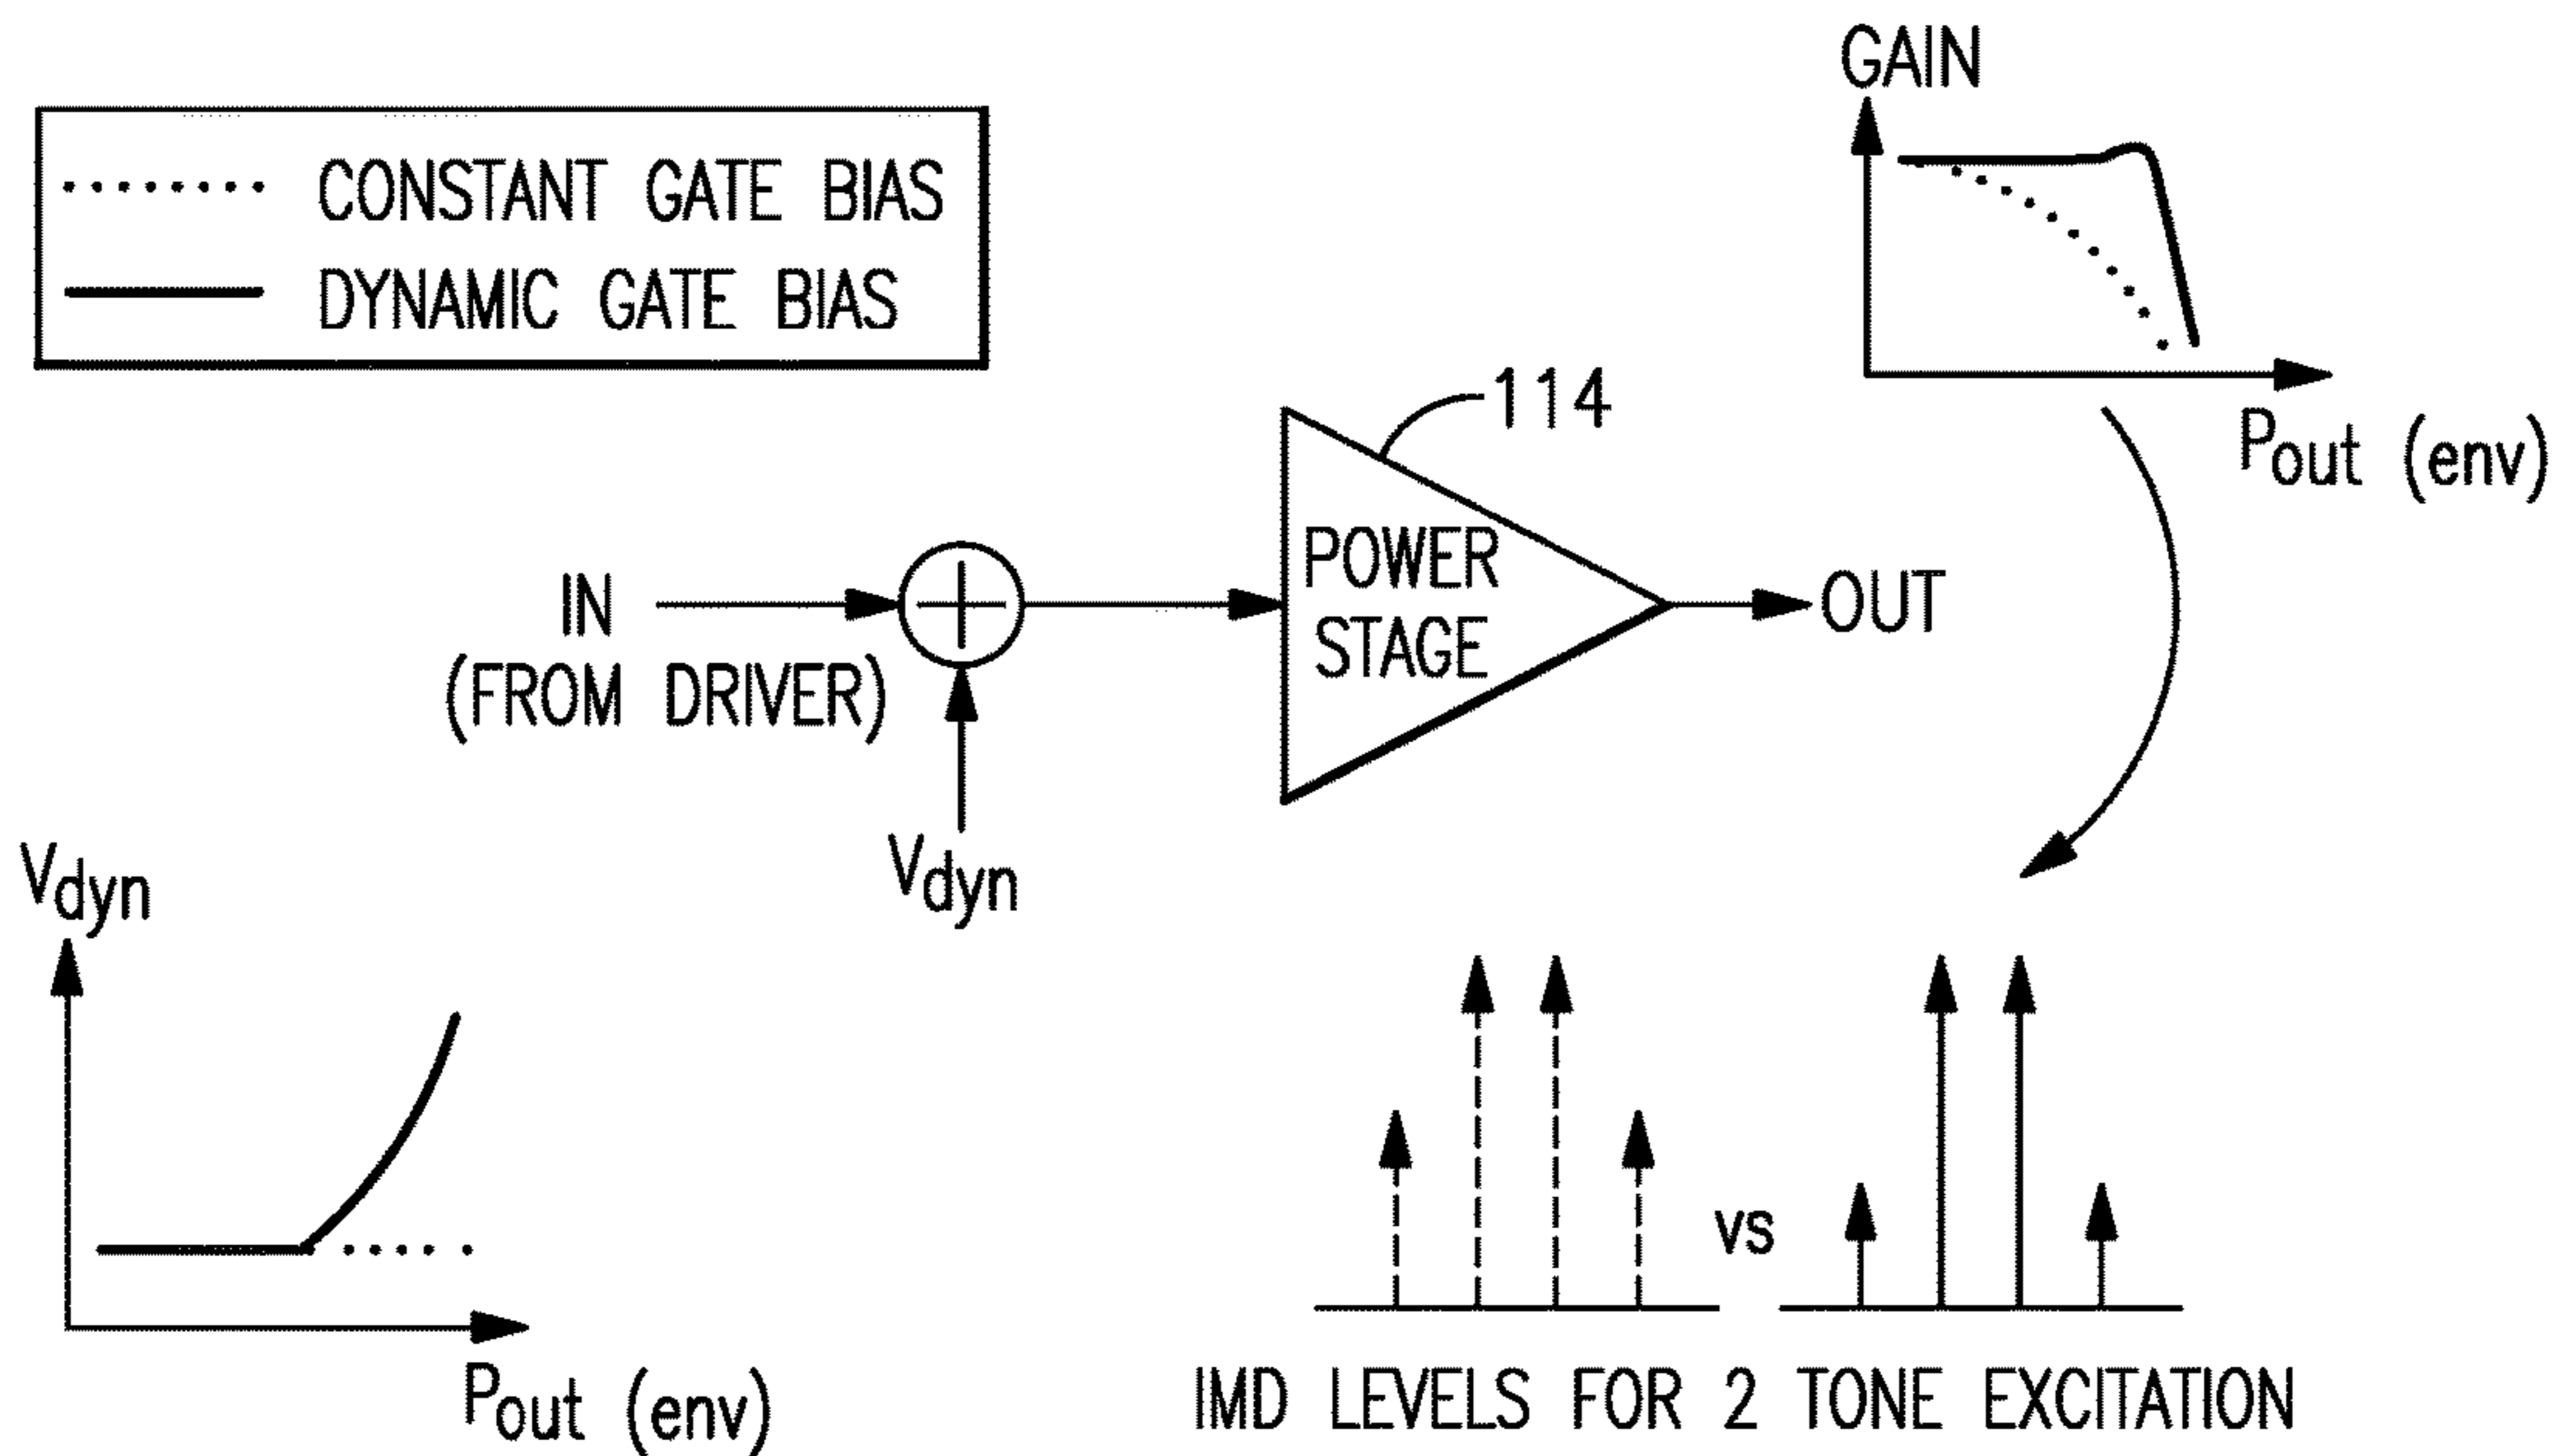 GAIN
CONSTANT GATE BIAS
DYNAMIC GATE BIAS
114
Pout (env)
POWER
STAGE
IN
(FROM DRIVER)
OUT
Vdyn
Vdyn
vs
Pout (env)
IMD LEVELS FOR 2 TONE EXCITATION